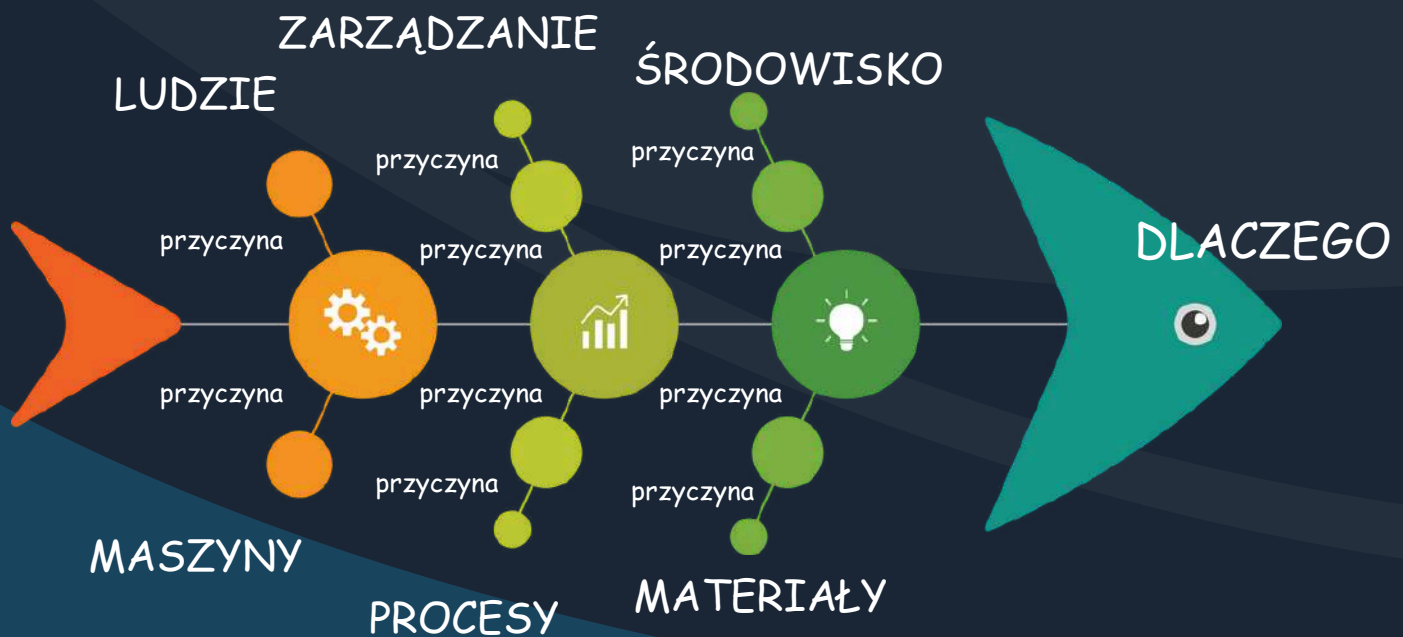 ZARZĄDZANIE
ŚRODOWISKO
LUDZIE
przyczyna
przyczyna
przyczyna
przyczyna
przyczyna
DLACZEGO
przyczyna
przyczyna
przyczyna
przyczyna
przyczyna
MASZYNY
MATERIAŁY
PROCESY